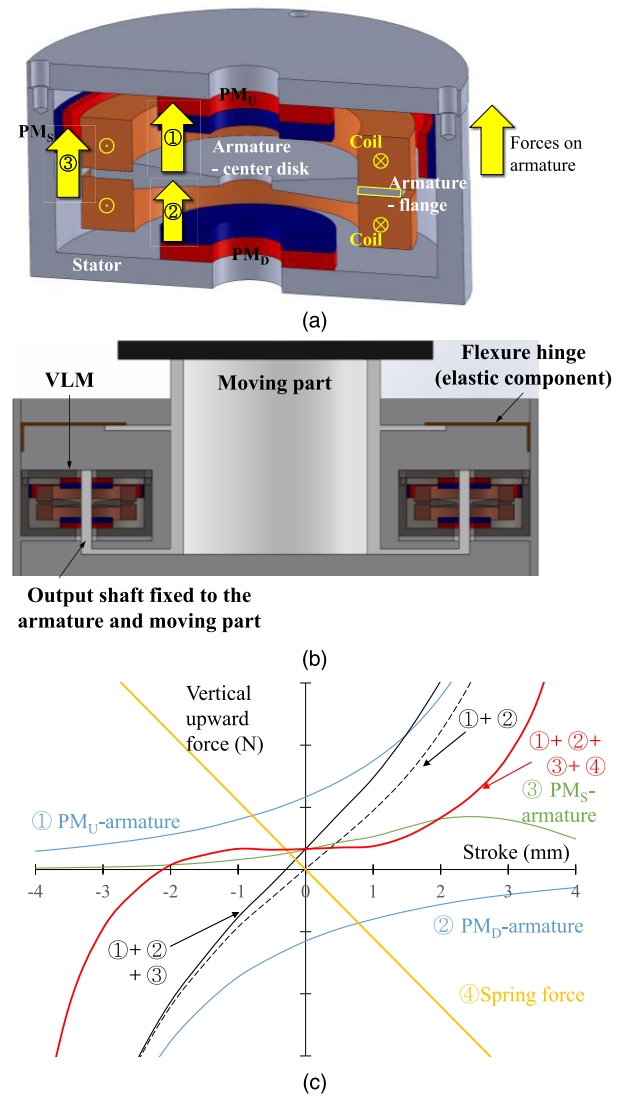 PM_U
PM_S
①
③
②
Armature
- center disk
Coil
Armature
- flange
Coil
Forces on
armature
Stator
PM_D
(a)
VLM
Moving part
Flexure hinge
(elastic component)
Output shaft fixed to the
armature and moving part
(b)
Vertical
upward
force (N)
①+ ②
①+ ②+
③+ ④
③ PM_S-
armature
① PM_U-armature
Stroke (mm)
-4 -3 -2 -1 0 1 2 3 4
② PM_D-armature
①+ ②
+ ③
④Spring force
(c)